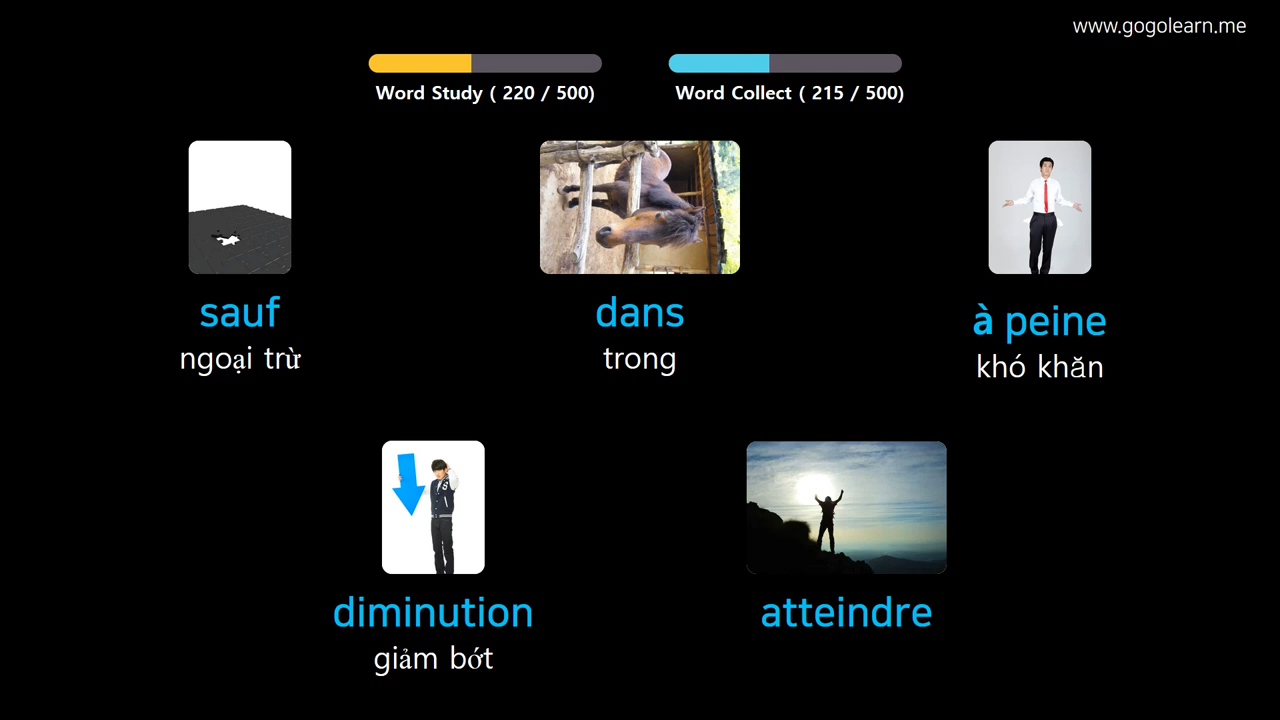 www.gogolearn.me
Word Study ( 220 / 500)
Word Collect ( 215 / 500)
sauf
ngoại trừ
dans
trong
à peine
khó khăn
diminution
giảm bớt
atteindre